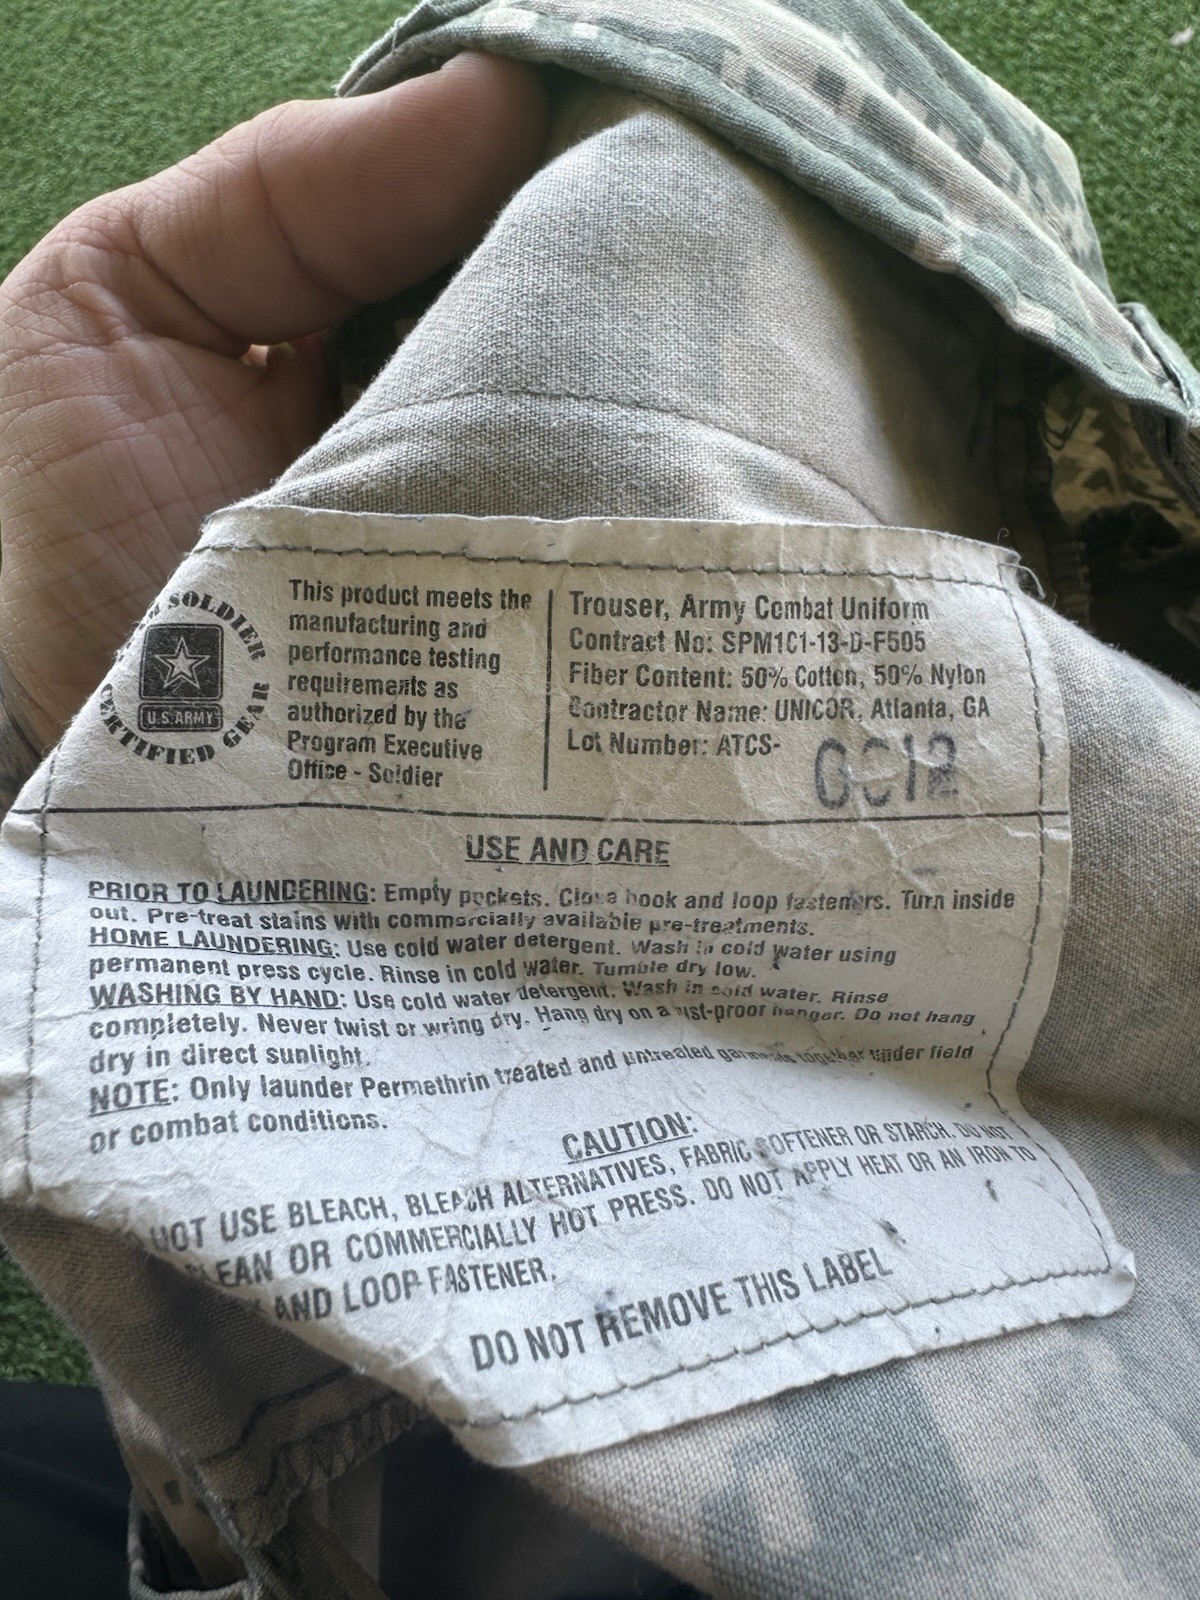 SOLDIER
U.S.ARMY
CERTIFIED GEAR
This product meets the
manufacturing and
performance testing
requirements as
authorized by the
Program Executive
Office - Soldier
Trouser, Army Combat Uniform
Contract No: SPM1C1-13-D-F505
Fiber Content: 50% Cotton, 50% Nylon
Contractor Name: UNICOR, Atlanta, GA
Lot Number: ATCS-
USE AND CARE
PRIOR TO LAUNDERING: Empty pockets. Close hook and loop fasteners. Turn inside
out. Pre-treat stains with commercially available pre-treatments.
HOME LAUNDERING: Use cold water detergent. Wash in cold water using
permanent press cycle. Rinse in cold water. Tumble dry low.
WASHING BY HAND: Use cold water detergent. Wash in cold water. Rinse
completely. Never twist or wring dry. Hang dry on a rust-proof hanger. Do not hang
dry in direct sunlight.
NOTE: Only launder Permethrin treated and untreated garments together under field
or combat conditions.
CAUTION:
NOT USE BLEACH, BLEACH ALTERNATIVES, FABRIC SOFTENER OR STARCH. DO NOT
CLEAN OR COMMERCIALLY HOT PRESS. DO NOT APPLY HEAT OR AN IRON TO
AND LOOP FASTENER.
DO NOT REMOVE THIS LABEL